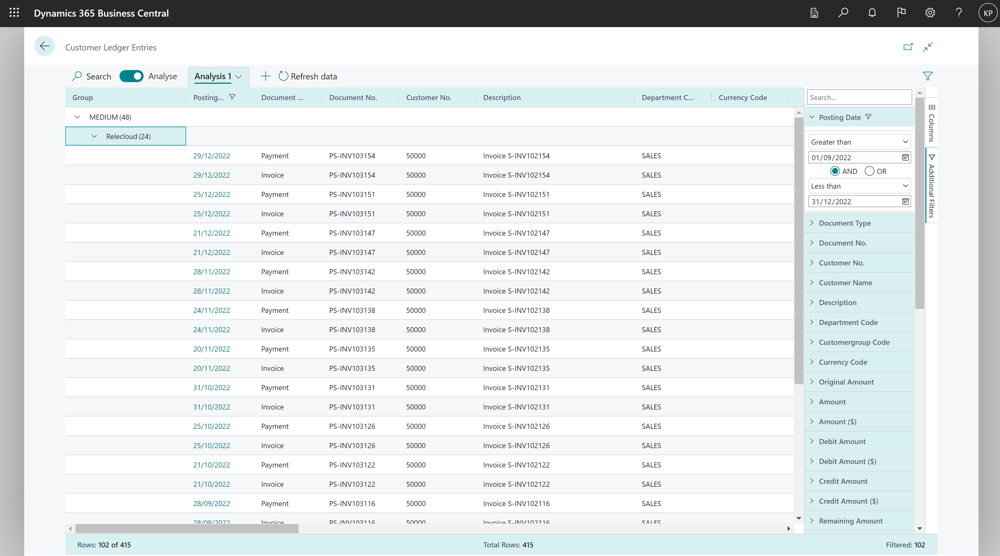 Dynamics 365 Business Central
KP
Customer Ledger Entries
Search Analyse Analysis 1 Refresh data
Group Posting... Document ... Document No. Customer No. Description Department C... Currency Code
MEDIUM (48)
Relecloud (24)
29/12/2022 Payment PS-INV103154 50000 Invoice S-INV102154 SALES
29/12/2022 Invoice PS-INV103154 50000 Invoice S-INV102154 SALES
25/12/2022 Payment PS-INV103151 50000 Invoice S-INV102151 SALES
25/12/2022 Invoice PS-INV103151 50000 Invoice S-INV102151 SALES
21/12/2022 Payment PS-INV103147 50000 Invoice S-INV102147 SALES
21/12/2022 Invoice PS-INV103147 50000 Invoice S-INV102147 SALES
28/11/2022 Payment PS-INV103142 50000 Invoice S-INV102142 SALES
28/11/2022 Invoice PS-INV103142 50000 Invoice S-INV102142 SALES
24/11/2022 Payment PS-INV103138 50000 Invoice S-INV102138 SALES
24/11/2022 Invoice PS-INV103138 50000 Invoice S-INV102138 SALES
20/11/2022 Payment PS-INV103135 50000 Invoice S-INV102135 SALES
20/11/2022 Invoice PS-INV103135 50000 Invoice S-INV102135 SALES
31/10/2022 Payment PS-INV103131 50000 Invoice S-INV102131 SALES
31/10/2022 Invoice PS-INV103131 50000 Invoice S-INV102131 SALES
25/10/2022 Payment PS-INV103126 50000 Invoice S-INV102126 SALES
25/10/2022 Invoice PS-INV103126 50000 Invoice S-INV102126 SALES
21/10/2022 Payment PS-INV103122 50000 Invoice S-INV102122 SALES
21/10/2022 Invoice PS-INV103122 50000 Invoice S-INV102122 SALES
28/09/2022 Payment PS-INV103116 50000 Invoice S-INV102116 SALES
28/09/2022 Invoice PS-INV103116 50000 Invoice S-INV102116 SALES
Search...
Posting Date
Greater than
01/09/2022
AND OR
Less than
31/12/2022
Document Type
Document No.
Customer No.
Customer Name
Description
Department Code
Customergroup Code
Currency Code
Original Amount
Amount
Amount ($)
Debit Amount
Debit Amount ($)
Credit Amount
Credit Amount ($)
Remaining Amount
Columns
Additional Filters
Rows: 102 of 415 Total Rows: 415 Filtered: 102